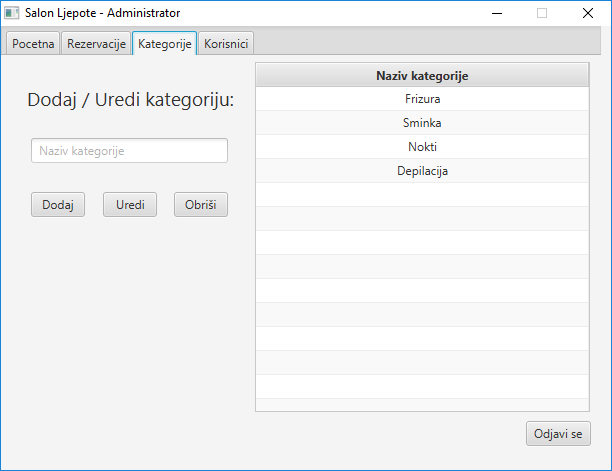 Salon Ljepote - Administrator
Pocetna Rezervacije Kategorije Korisnici
Dodaj / Uredi kategoriju:
Naziv kategorije
Dodaj Uredi Obriši
Naziv kategorije
Frizura
Sminka
Nokti
Depilacija
Odjavi se